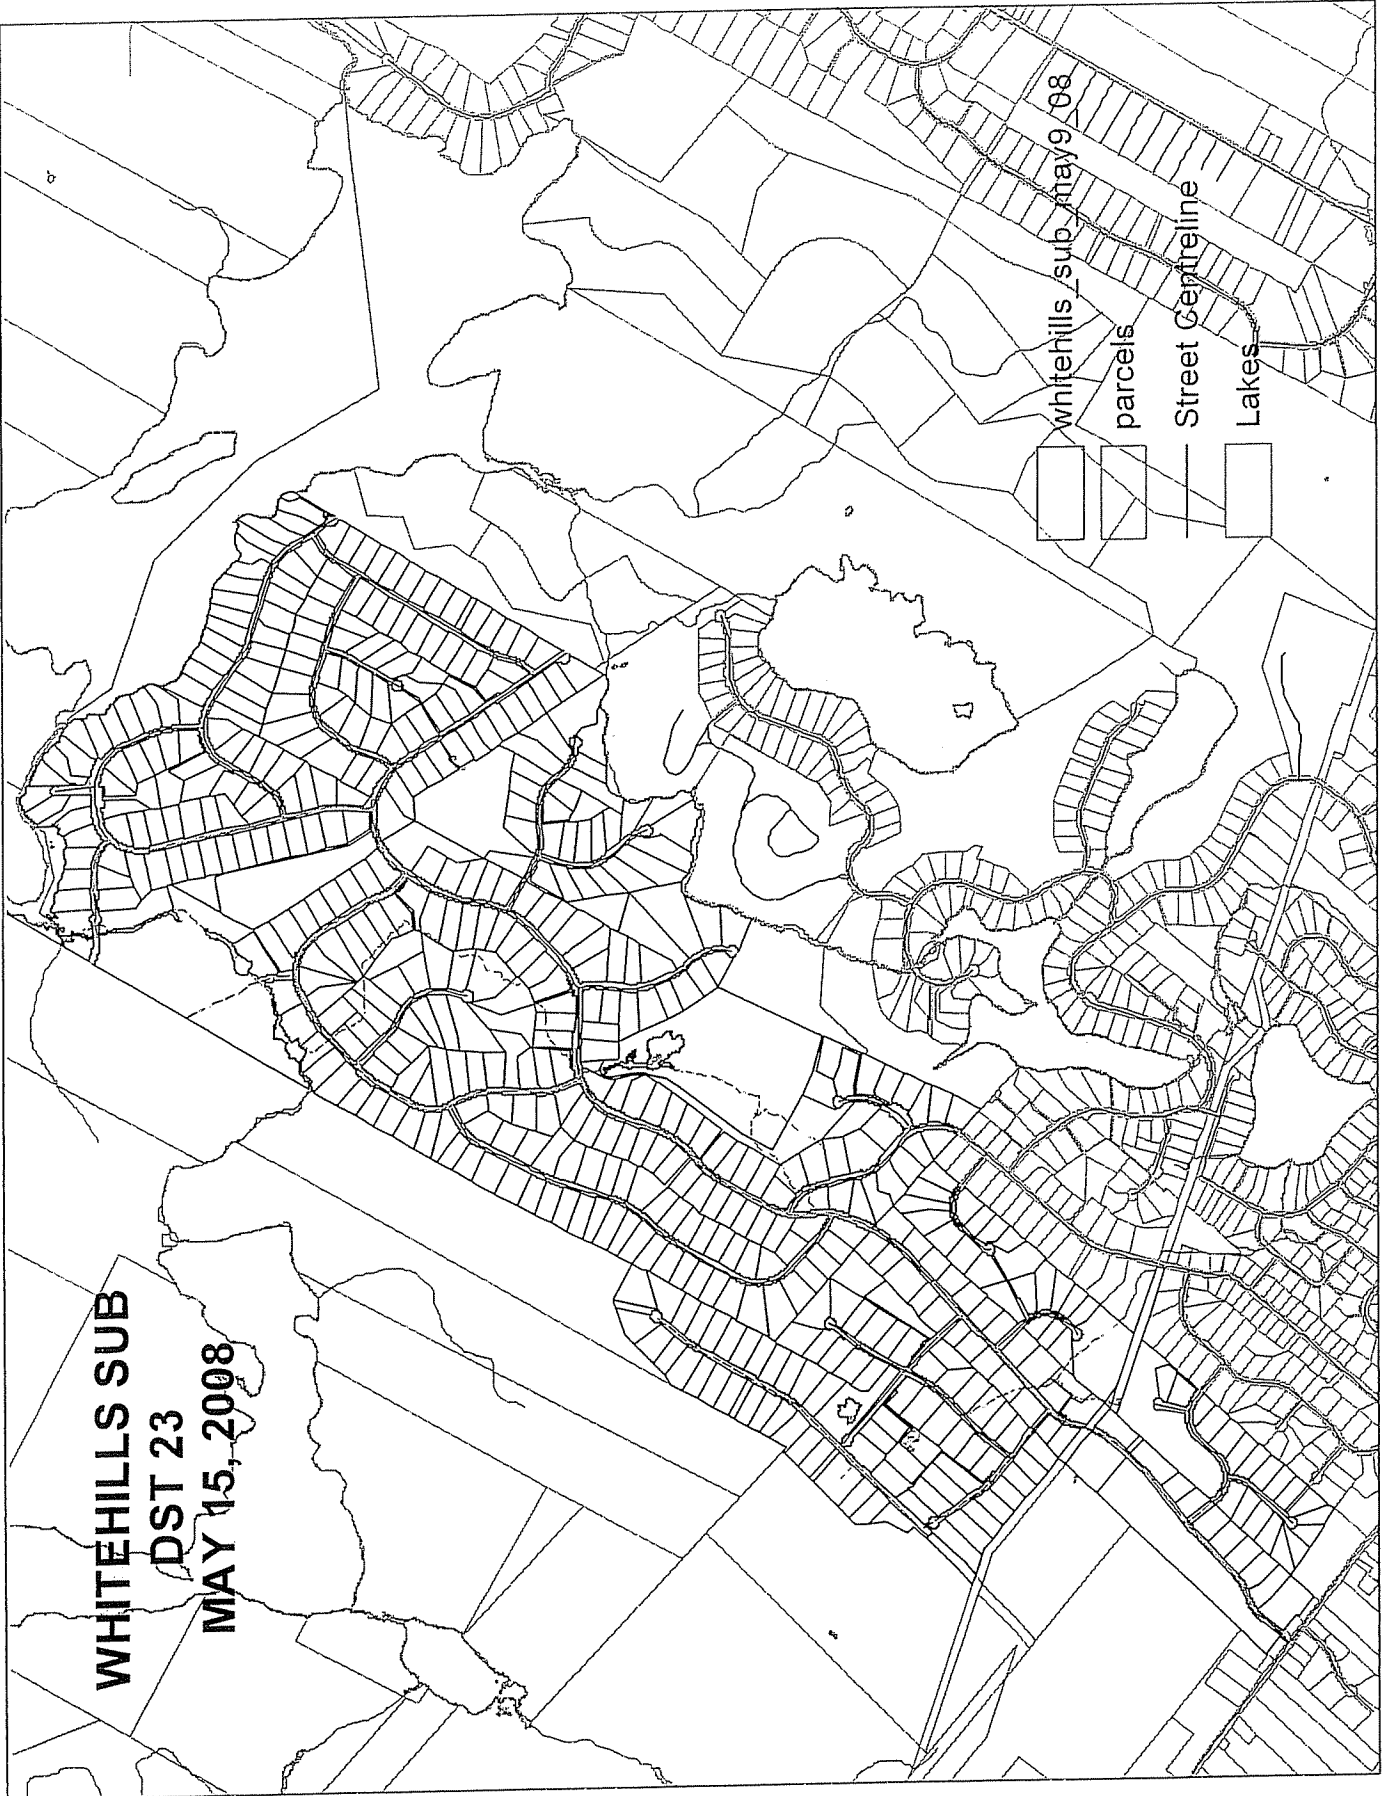 WHITEHILLS SUB
DST 23
MAY 15, 2008
whitehills_sub_may9_08
parcels
Street Centreline
Lakes